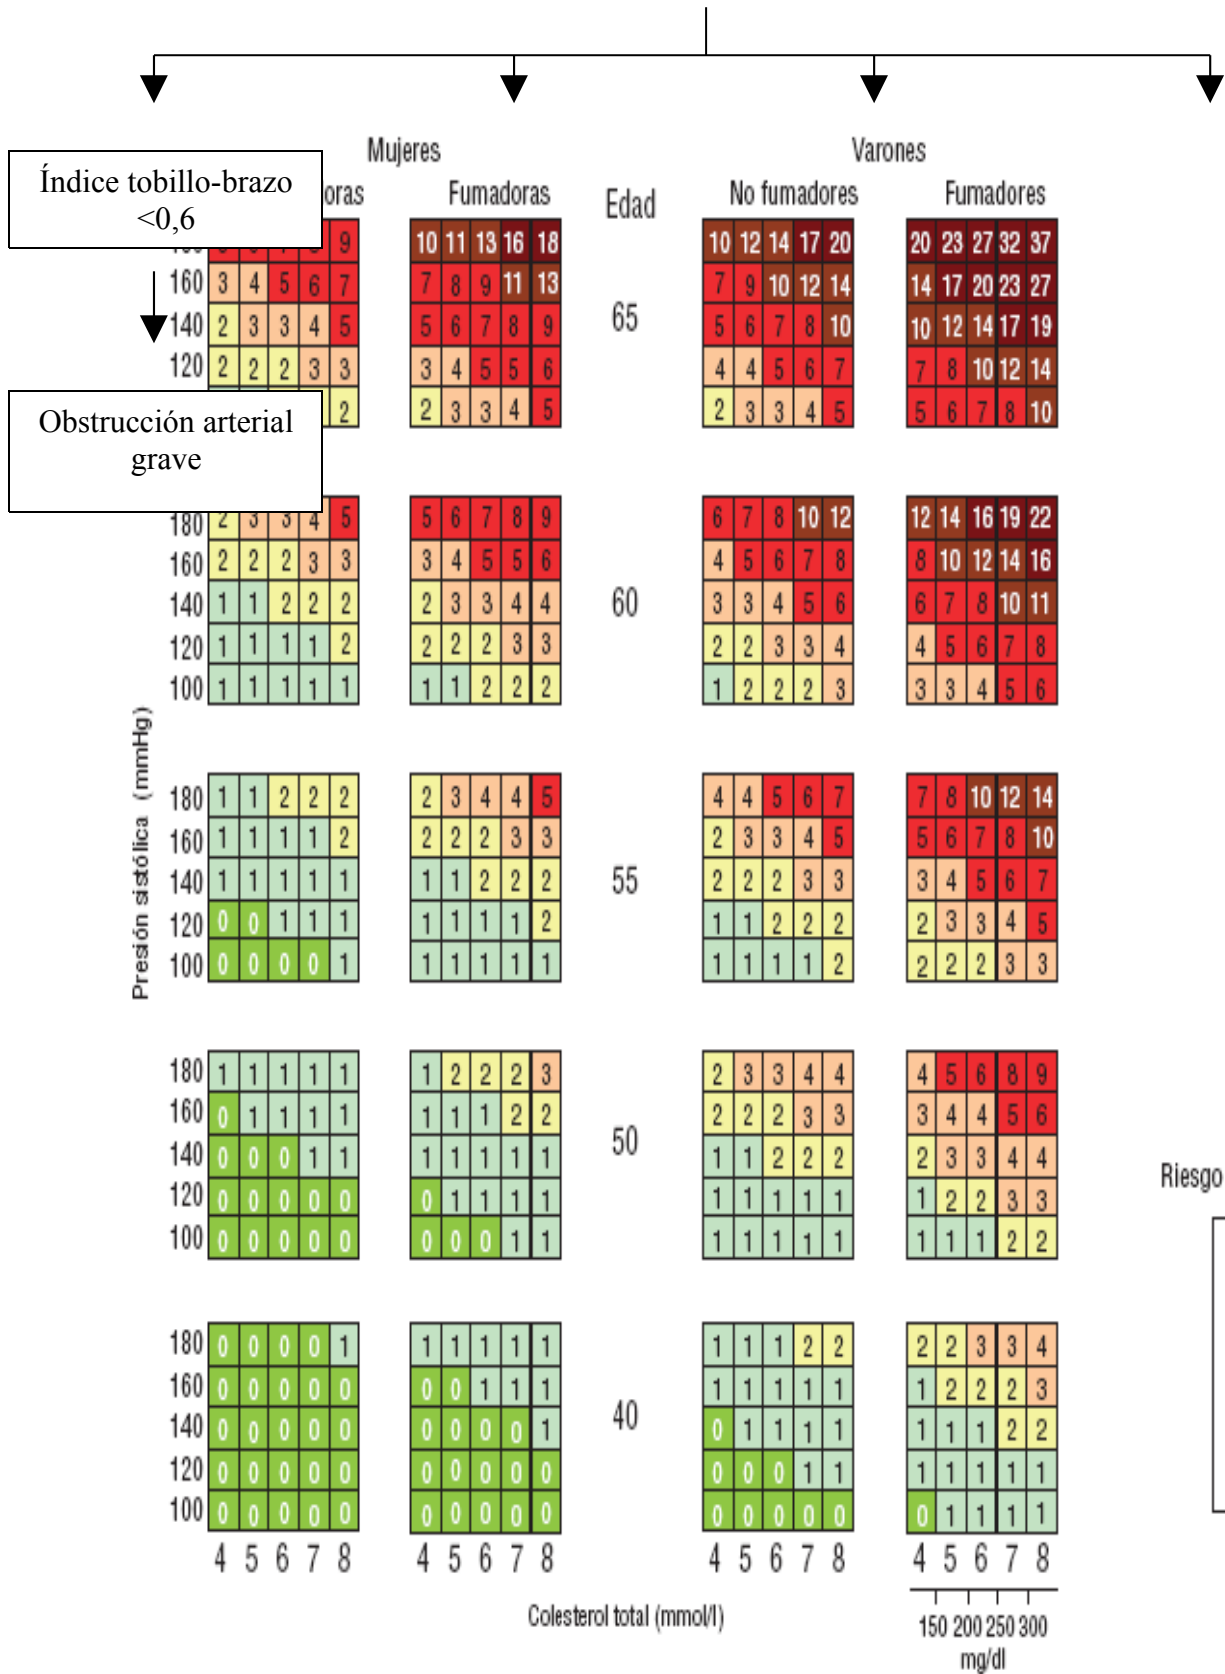 Mujeres Varones
Índice tobillo-brazo
<0,6
oras Fumadoras Edad No fumadores Fumadores
9 10 11 13 16 18 10 12 14 17 20 20 23 27 32 37
160 3 4 5 6 7 7 8 9 11 13 7 9 10 12 14 14 17 20 23 27
65
140 2 3 3 4 5 5 6 7 8 9 5 6 7 8 10 10 12 14 17 19
120 2 2 2 3 3 3 4 5 5 6 4 4 5 6 7 7 8 10 12 14
2 2 3 3 4 5 2 3 3 4 5 5 6 7 8 10
Obstrucción arterial
grave
180 2 3 3 4 5 5 6 7 8 9 6 7 8 10 12 12 14 16 19 22
160 2 2 2 3 3 3 4 5 5 6 4 5 6 7 8 8 10 12 14 16
140 1 1 2 2 2 2 3 3 4 4 60 3 3 4 5 6 6 7 8 10 11
120 1 1 1 1 2 2 2 2 3 3 2 2 3 3 4 4 5 6 7 8
100 1 1 1 1 1 1 1 2 2 2 1 2 2 2 3 3 3 4 5 6
Presión sistólica (mmHg)
180 1 1 2 2 2 2 3 4 4 5 4 4 5 6 7 7 8 10 12 14
160 1 1 1 1 2 2 2 2 3 3 2 3 3 4 5 5 6 7 8 10
140 1 1 1 1 1 1 1 2 2 2 55 2 2 2 3 3 3 4 5 6 7
120 0 0 1 1 1 1 1 1 1 2 1 1 2 2 2 2 3 3 4 5
100 0 0 0 0 1 1 1 1 1 1 1 1 1 1 2 2 2 2 3 3
180 1 1 1 1 1 1 2 2 2 3 2 3 3 4 4 4 5 6 8 9
160 0 1 1 1 1 1 1 1 2 2 2 2 2 3 3 3 4 4 5 6
140 0 0 0 1 1 1 1 1 1 1 50 1 1 2 2 2 2 3 3 4 4
120 0 0 0 0 0 0 1 1 1 1 1 1 1 1 1 1 2 2 3 3
Riesgo
100 0 0 0 0 0 0 0 0 1 1 1 1 1 1 1 1 1 1 2 2
180 0 0 0 0 1 1 1 1 1 1 1 1 1 2 2 2 2 3 3 4
160 0 0 0 0 0 0 0 1 1 1 1 1 1 1 1 1 2 2 2 3
140 0 0 0 0 0 0 0 0 0 1 40 0 1 1 1 1 1 1 1 2 2
120 0 0 0 0 0 0 0 0 0 0 0 0 0 1 1 1 1 1 1 1
100 0 0 0 0 0 0 0 0 0 0 0 0 0 0 0 0 1 1 1 1
4 5 6 7 8 4 5 6 7 8 4 5 6 7 8 4 5 6 7 8
Colesterol total (mmol/l)
150 200 250 300
mg/dl